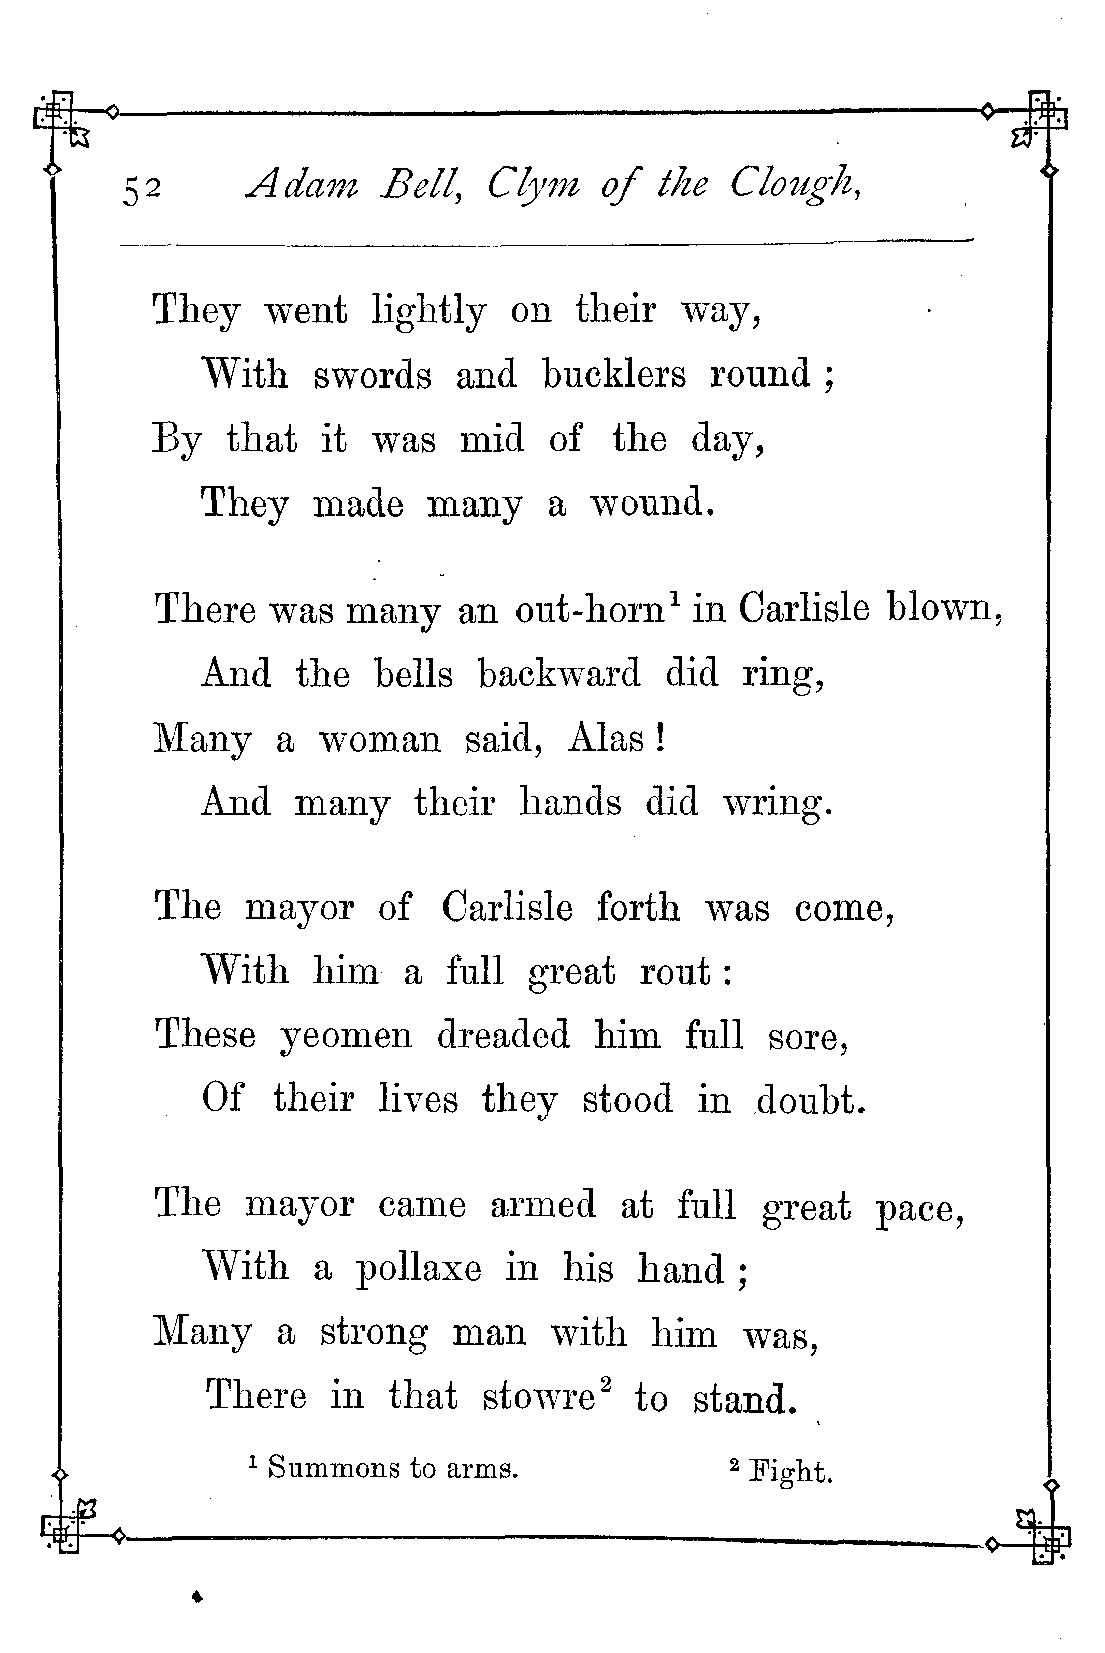 52 Adam Bell, Clym of the Clough,
They went lightly on their way,
With swords and bucklers round ;
By that it was mid of the day,
They made many a wound.
There was many an out-horn¹ in Carlisle blown,
And the bells backward did ring,
Many a woman said, Alas !
And many their hands did wring.
The mayor of Carlisle forth was come,
With him a full great rout :
These yeomen dreaded him full sore,
Of their lives they stood in doubt.
The mayor came armed at full great pace,
With a pollaxe in his hand ;
Many a strong man with him was,
There in that stowre² to stand.
¹ Summons to arms. ² Fight.